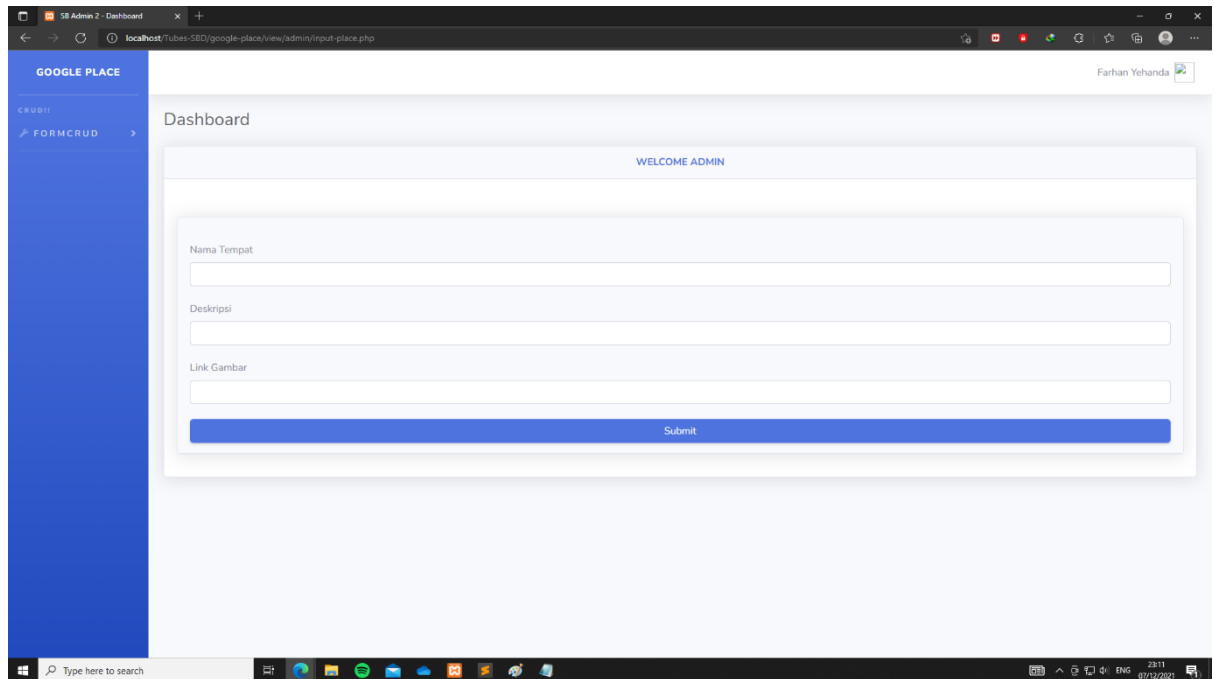 SB Admin 2 - Dashboard
localhost/Tubes-SBD/google-place/view/admin/input-place.php
GOOGLE PLACE
Farhan Yehanda
CRUD!!
FORMCRUD
Dashboard
WELCOME ADMIN
Nama Tempat
Deskripsi
Link Gambar
Submit
Type here to search
ENG
23:11
07/12/2021